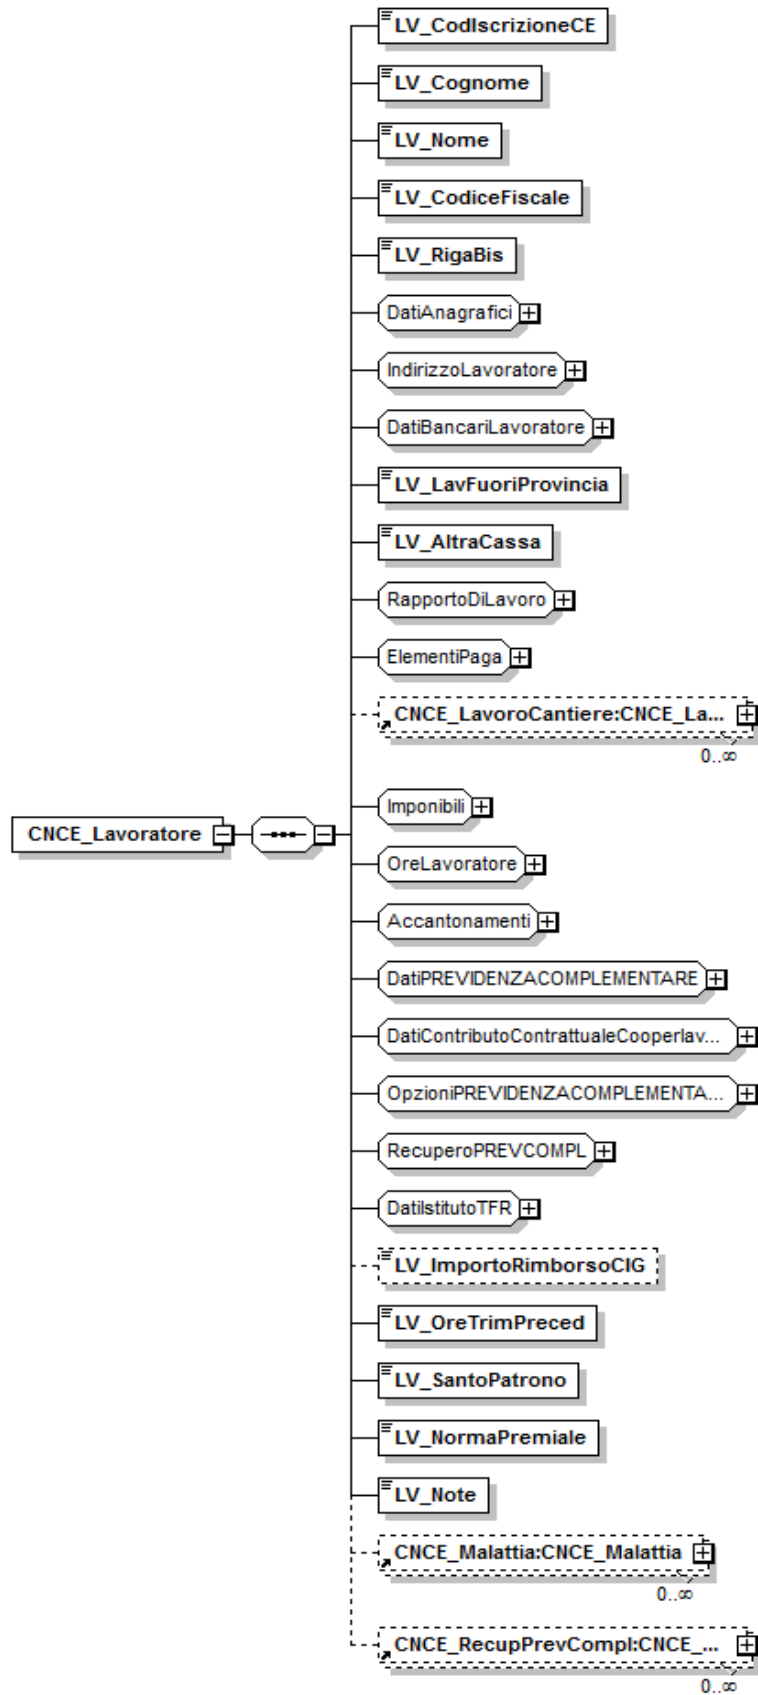 LV_CodIscrizioneCE
LV_Cognome
LV_Nome
LV_CodiceFiscale
LV_RigaBis
DatiAnagrafici
IndirizzoLavoratore
DatiBancariLavoratore
LV_LavFuoriProvincia
LV_AltraCassa
RapportoDiLavoro
ElementiPaga
CNCE_LavoroCantiere:CNCE_La...
0..∞
Imponibili
CNCE_Lavoratore
OreLavoratore
Accantonamenti
DatiPREVIDENZACOMPLEMENTARE
DatiContributoContrattualeCooperlav...
OpzioniPREVIDENZACOMPLEMENTA...
RecuperoPREVCOMPL
DatiIstitutoTFR
LV_ImportoRimborsoCIG
LV_OreTrimPreced
LV_SantoPatrono
LV_NormaPremiale
LV_Note
CNCE_Malattia:CNCE_Malattia
0..∞
CNCE_RecupPrevCompl:CNCE_...
0..∞